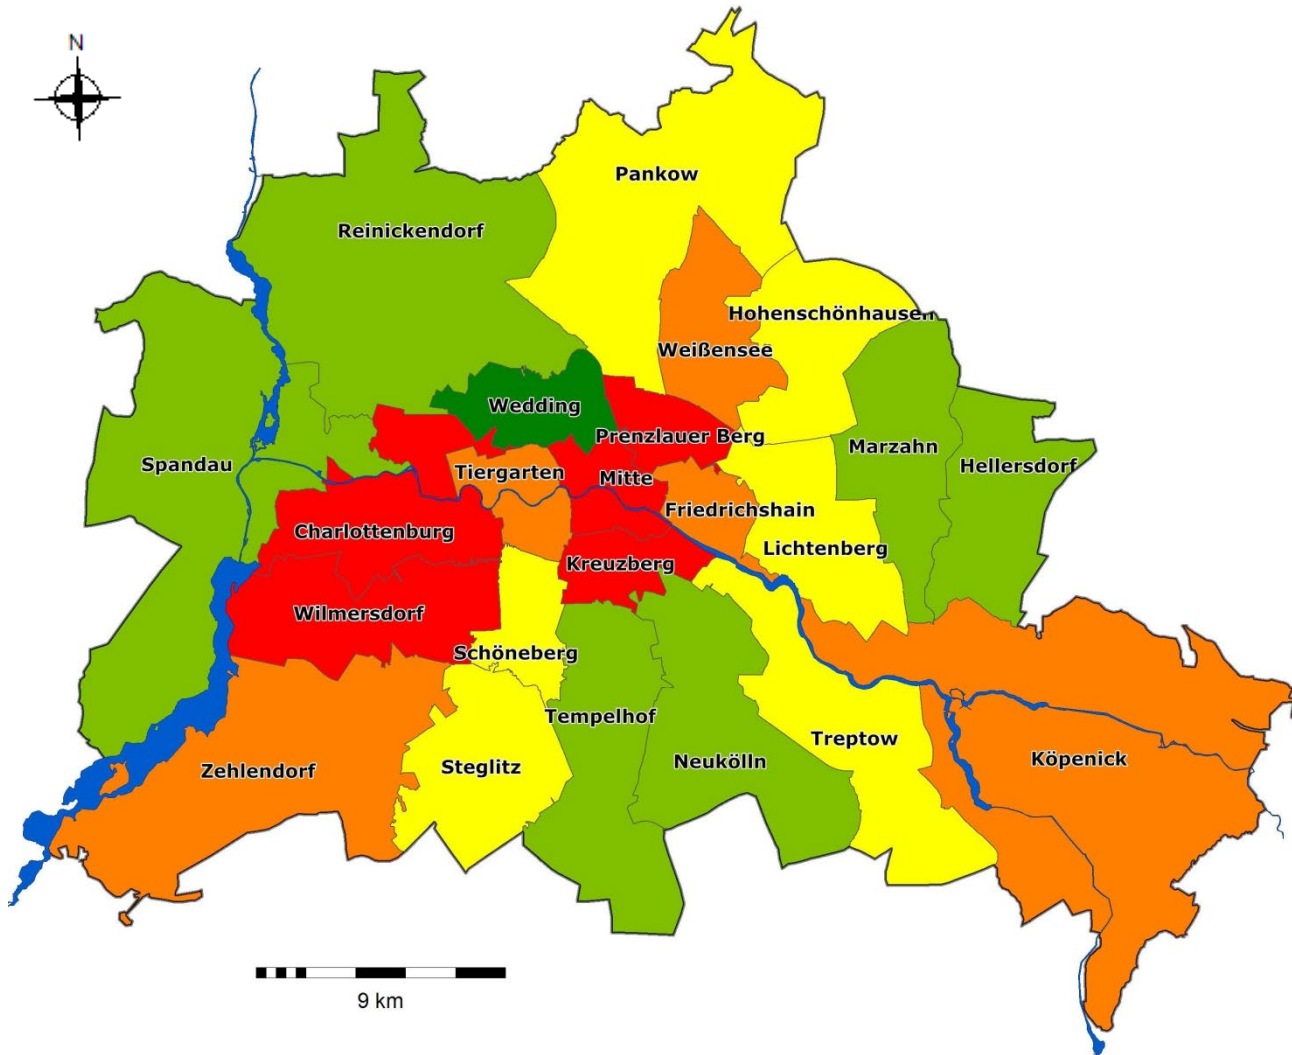 N
Pankow
Reinickendorf
Hohenschönhausen
Weißensee
Wedding
Prenzlauer Berg
Marzahn
Spandau
Tiergarten
Mitte
Hellersdorf
Friedrichshain
Charlottenburg
Lichtenberg
Kreuzberg
Wilmersdorf
Schöneberg
Tempelhof
Treptow
Köpenick
Zehlendorf
Steglitz
Neukölln
9 km